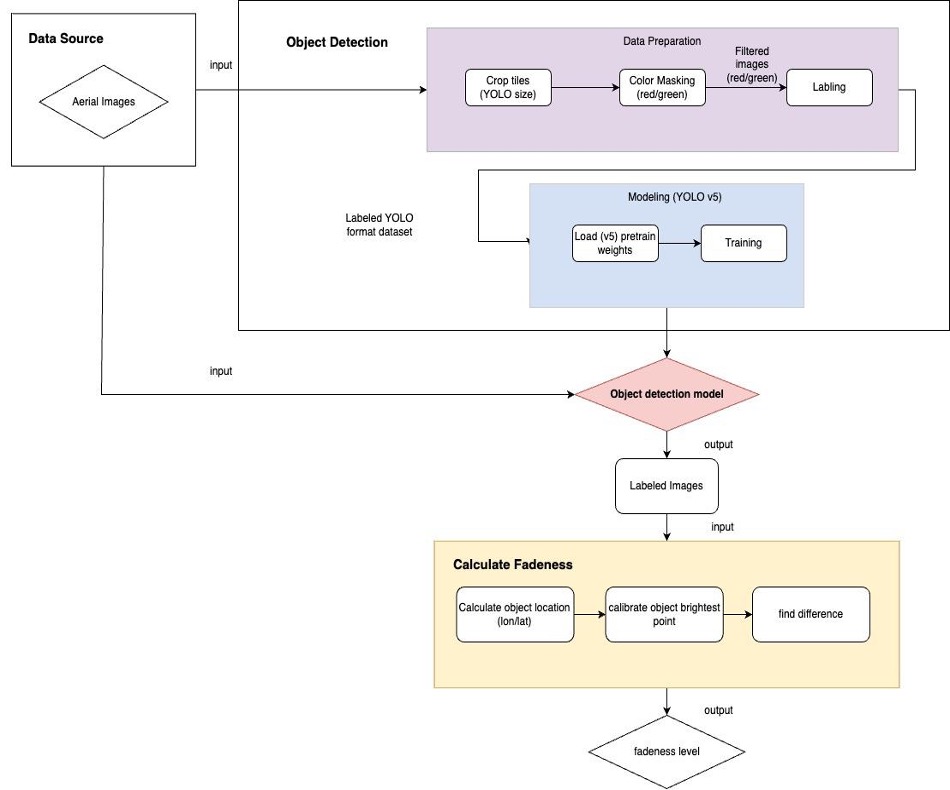 Data Source
Aerial Images
input
Object Detection
Data Preparation
Crop tiles
(YOLO size)
Color Masking
(red/green)
Filtered
images
(red/green)
Labling
Labeled YOLO
format dataset
Modeling (YOLO v5)
Load (v5) pretrain
weights
Training
input
Object detection model
output
Labeled Images
input
Calculate Fadeness
Calculate object location
(lon/lat)
calibrate object brightest
point
find difference
output
fadeness level